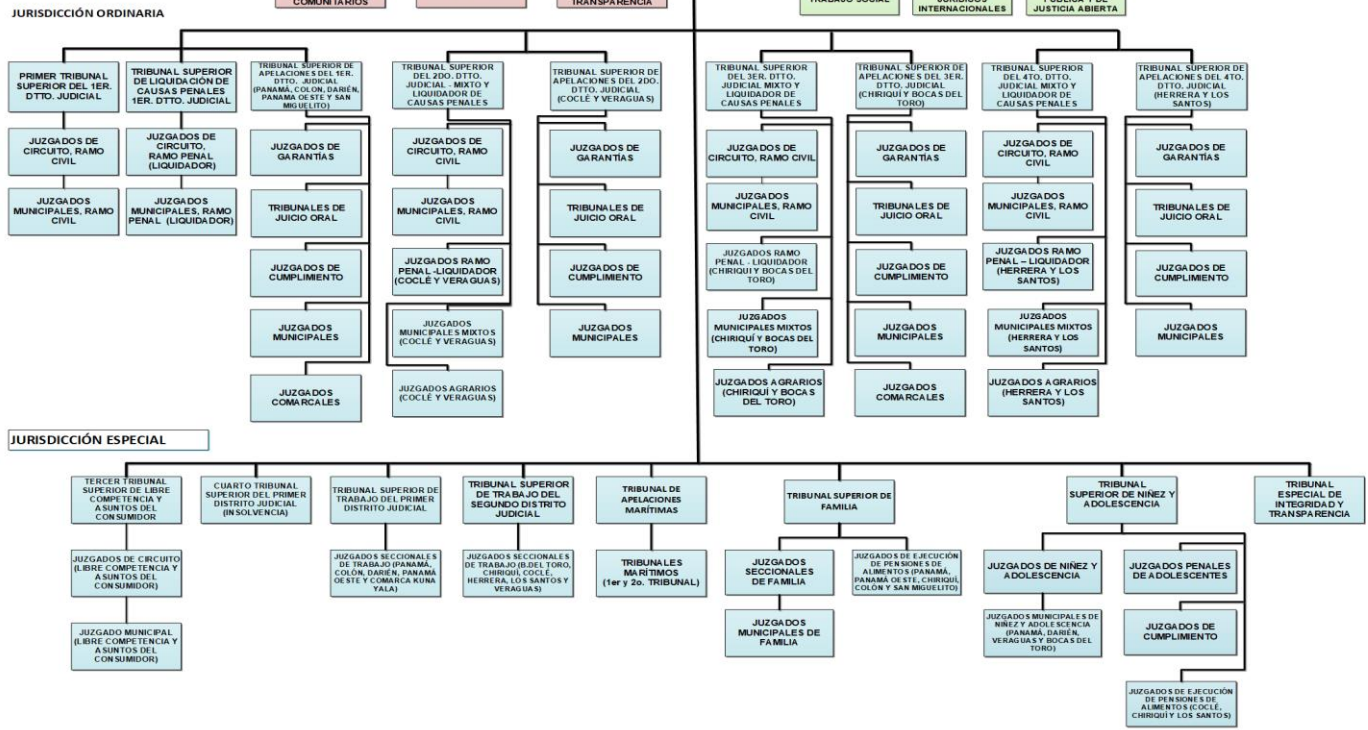 COMUNITARIOS
TRANSPARENCIA
TRABAJO SOCIAL
JURÍDICOS
INTERNACIONALES
PÚBLICA Y DE
JUSTICIA ABIERTA
JURISDICCIÓN ORDINARIA
PRIMER TRIBUNAL
SUPERIOR DEL 1ER.
DTTO. JUDICIAL
JUZGADOS DE
CIRCUITO, RAMO
CIVIL
JUZGADOS
MUNICIPALES, RAMO
CIVIL
TRIBUNAL SUPERIOR
DE LIQUIDACIÓN DE
CAUSAS PENALES
1ER. DTTO. JUDICIAL
JUZGADOS DE
CIRCUITO,
RAMO PENAL
(LIQUIDADOR)
JUZGADOS
MUNICIPALES, RAMO
PENAL (LIQUIDADOR)
TRIBUNAL SUPERIOR DE
APELACIONES DEL 1ER.
DTTO. JUDICIAL
(PANAMÁ, COLON, DARIÉN,
PANAMA OESTE Y SAN
MIGUELITO)
JUZGADOS DE
GARANTÍAS
TRIBUNALES DE
JUICIO ORAL
JUZGADOS DE
CUMPLIMIENTO
JUZGADOS
MUNICIPALES
JUZGADOS
COMARCALES
TRIBUNAL SUPERIOR
DEL 2DO. DTTO.
JUDICIAL - MIXTO Y
LIQUIDADOR DE
CAUSAS PENALES
JUZGADOS DE
CIRCUITO, RAMO
CIVIL
JUZGADOS
MUNICIPALES, RAMO
CIVIL
JUZGADOS RAMO
PENAL -LIQUIDADOR
(COCLÉ Y VERAGUAS)
JUZGADOS
MUNICIPALES MIXTOS
(COCLÉ Y VERAGUAS)
JUZGADOS AGRARIOS
(COCLÉ Y VERAGUAS)
TRIBUNAL SUPERIOR DE
APELACIONES DEL 2DO.
DTTO. JUDICIAL
(COCLÉ Y VERAGUAS)
JUZGADOS DE
GARANTÍAS
TRIBUNALES DE
JUICIO ORAL
JUZGADOS DE
CUMPLIMIENTO
JUZGADOS
MUNICIPALES
TRIBUNAL SUPERIOR
DEL 3ER. DTTO.
JUDICIAL MIXTO Y
LIQUIDADOR DE
CAUSAS PENALES
JUZGADOS DE
CIRCUITO, RAMO CIVIL
JUZGADOS
MUNICIPALES, RAMO
CIVIL
JUZGADOS RAMO
PENAL - LIQUIDADOR
(CHIRIQUI Y BOCAS DEL
TORO)
JUZGADOS
MUNICIPALES MIXTOS
(CHIRIQUÍ Y BOCAS DEL
TORO)
JUZGADOS AGRARIOS
(CHIRIQUÍ Y BOCAS
DEL TORO)
TRIBUNAL SUPERIOR DE
APELACIONES DEL 3ER.
DTTO. JUDICIAL
(CHIRIQUÍ Y BOCAS DEL
TORO)
JUZGADOS DE
GARANTÍAS
TRIBUNALES DE
JUICIO ORAL
JUZGADOS DE
CUMPLIMIENTO
JUZGADOS
MUNICIPALES
JUZGADOS
COMARCALES
TRIBUNAL SUPERIOR
DEL 4TO. DTTO.
JUDICIAL MIXTO Y
LIQUIDADOR DE
CAUSAS PENALES
JUZGADOS DE
CIRCUITO, RAMO
CIVIL
JUZGADOS
MUNICIPALES, RAMO
CIVIL
JUZGADOS RAMO
PENAL – LIQUIDADOR
(HERRERA Y LOS
SANTOS)
JUZGADOS
MUNICIPALES MIXTOS
(HERRERA Y LOS
SANTOS)
JUZGADOS AGRARIOS
(HERRERA Y LOS
SANTOS)
TRIBUNAL SUPERIOR DE
APELACIONES DEL 4TO.
DTTO. JUDICIAL
(HERRERA Y LOS
SANTOS)
JUZGADOS DE
GARANTÍAS
TRIBUNALES DE
JUICIO ORAL
JUZGADOS DE
CUMPLIMIENTO
JUZGADOS
MUNICIPALES
JURISDICCIÓN ESPECIAL
TERCER TRIBUNAL
SUPERIOR DE LIBRE
COMPETENCIA Y
ASUNTOS DEL
CONSUMIDOR
JUZGADOS DE CIRCUITO
(LIBRE COMPETENCIA Y
ASUNTOS DEL
CONSUMIDOR)
JUZGADO MUNICIPAL
(LIBRE COMPETENCIA Y
ASUNTOS DEL
CONSUMIDOR)
CUARTO TRIBUNAL
SUPERIOR DEL PRIMER
DISTRITO JUDICIAL
(INSOLVENCIA)
TRIBUNAL SUPERIOR DE
TRABAJO DEL PRIMER
DISTRITO JUDICIAL
JUZGADOS SECCIONALES
DE TRABAJO (PANAMÁ,
COLÓN, DARIÉN, PANAMÁ
OESTE Y COMARCA KUNA
YALA)
TRIBUNAL SUPERIOR
DE TRABAJO DEL
SEGUNDO DISTRITO
JUDICIAL
JUZGADOS SECCIONALES
DE TRABAJO (B.DEL TORO,
CHIRIQUÍ, COCLÉ,
HERRERA, LOS SANTOS Y
VERAGUAS)
TRIBUNAL DE
APELACIONES
MARÍTIMAS
TRIBUNALES
MARÍTIMOS
(1er y 2o. TRIBUNAL)
TRIBUNAL SUPERIOR DE
FAMILIA
JUZGADOS
SECCIONALES
DE FAMILIA
JUZGADOS
MUNICIPALES DE
FAMILIA
JUZGADOS DE EJECUCIÓN
DE PENSIONES DE
ALIMENTOS (PANAMÁ,
PANAMÁ OESTE, CHIRIQUÍ,
COLÓN Y SAN MIGUELITO)
TRIBUNAL
SUPERIOR DE NIÑEZ Y
ADOLESCENCIA
JUZGADOS DE NIÑEZ Y
ADOLESCENCIA
JUZGADOS MUNICIPALES DE
NIÑEZ Y ADOLESCENCIA
(PANAMÁ, DARIÉN,
VERAGUAS Y BOCAS DEL
TORO)
JUZGADOS PENALES
DE ADOLESCENTES
JUZGADOS DE
CUMPLIMIENTO
JUZGADOS DE EJECUCIÓN
DE PENSIONES DE
ALIMENTOS (COCLÉ,
CHIRIQUÍ Y LOS SANTOS)
TRIBUNAL
ESPECIAL DE
INTEGRIDAD Y
TRANSPARENCIA